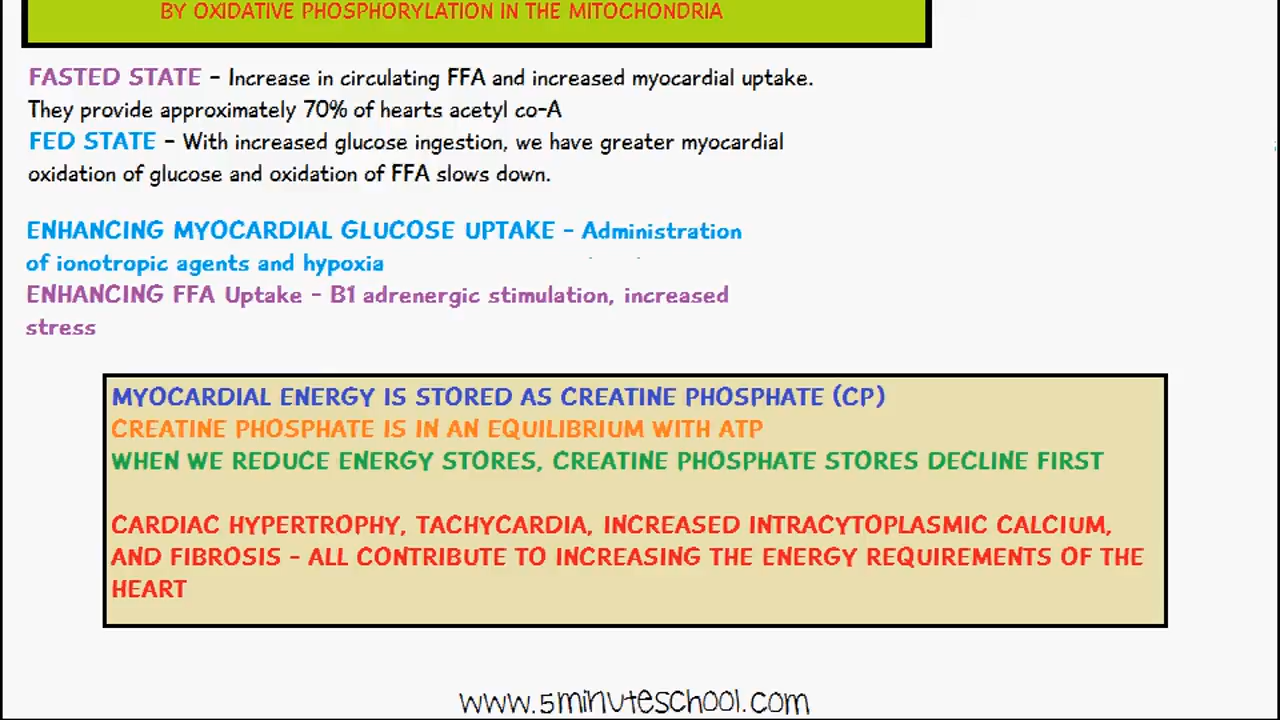 BY OXIDATIVE PHOSPHORYLATION IN THE MITOCHONDRIA
FASTED STATE - Increase in circulating FFA and increased myocardial uptake.
They provide approximately 70% of hearts acetyl co-A
FED STATE - With increased glucose ingestion, we have greater myocardial
oxidation of glucose and oxidation of FFA slows down.
ENHANCING MYOCARDIAL GLUCOSE UPTAKE - Administration
of ionotropic agents and hypoxia
ENHANCING FFA Uptake - B1 adrenergic stimulation, increased
stress
MYOCARDIAL ENERGY IS STORED AS CREATINE PHOSPHATE (CP)
CREATINE PHOSPHATE IS IN AN EQUILIBRIUM WITH ATP
WHEN WE REDUCE ENERGY STORES, CREATINE PHOSPHATE STORES DECLINE FIRST
CARDIAC HYPERTROPHY, TACHYCARDIA, INCREASED INTRACYTOPLASMIC CALCIUM,
AND FIBROSIS - ALL CONTRIBUTE TO INCREASING THE ENERGY REQUIREMENTS OF THE
HEART
www.5minuteschool.com